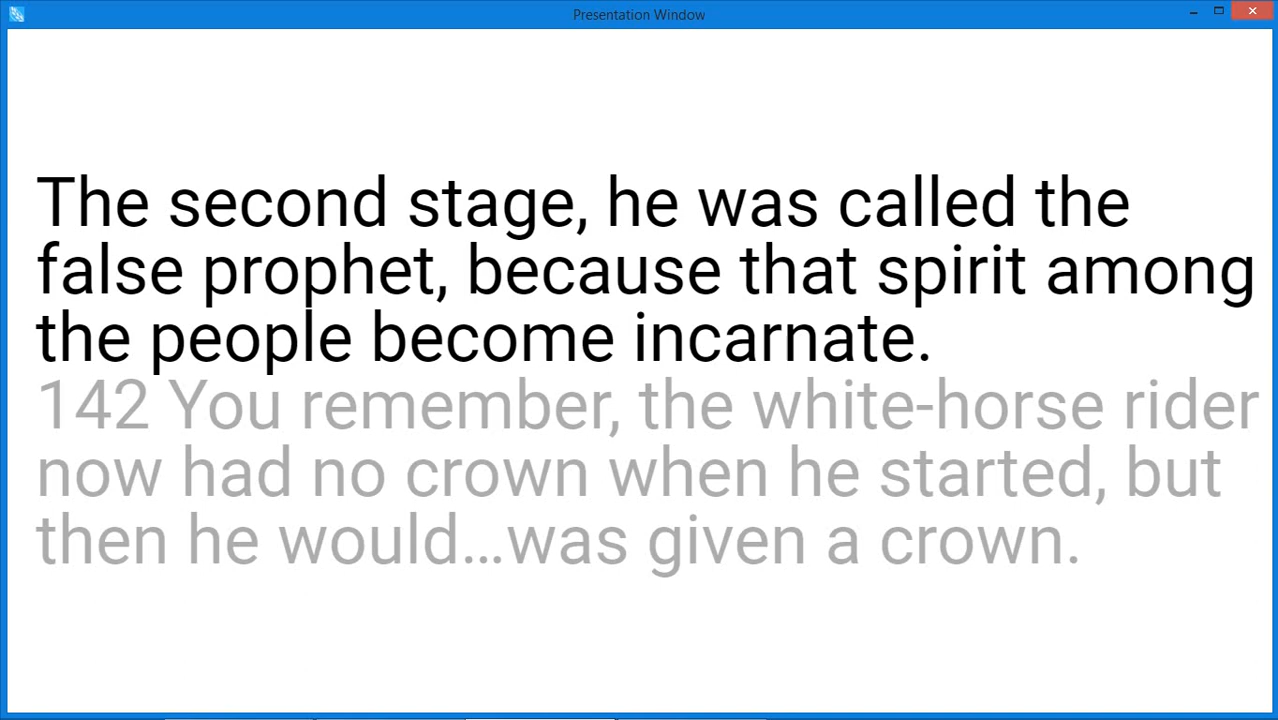 Presentation Window
The second stage, he was called the
false prophet, because that spirit among
the people become incarnate.
142 You remember, the white-horse rider
now had no crown when he started, but
then he would…was given a crown.